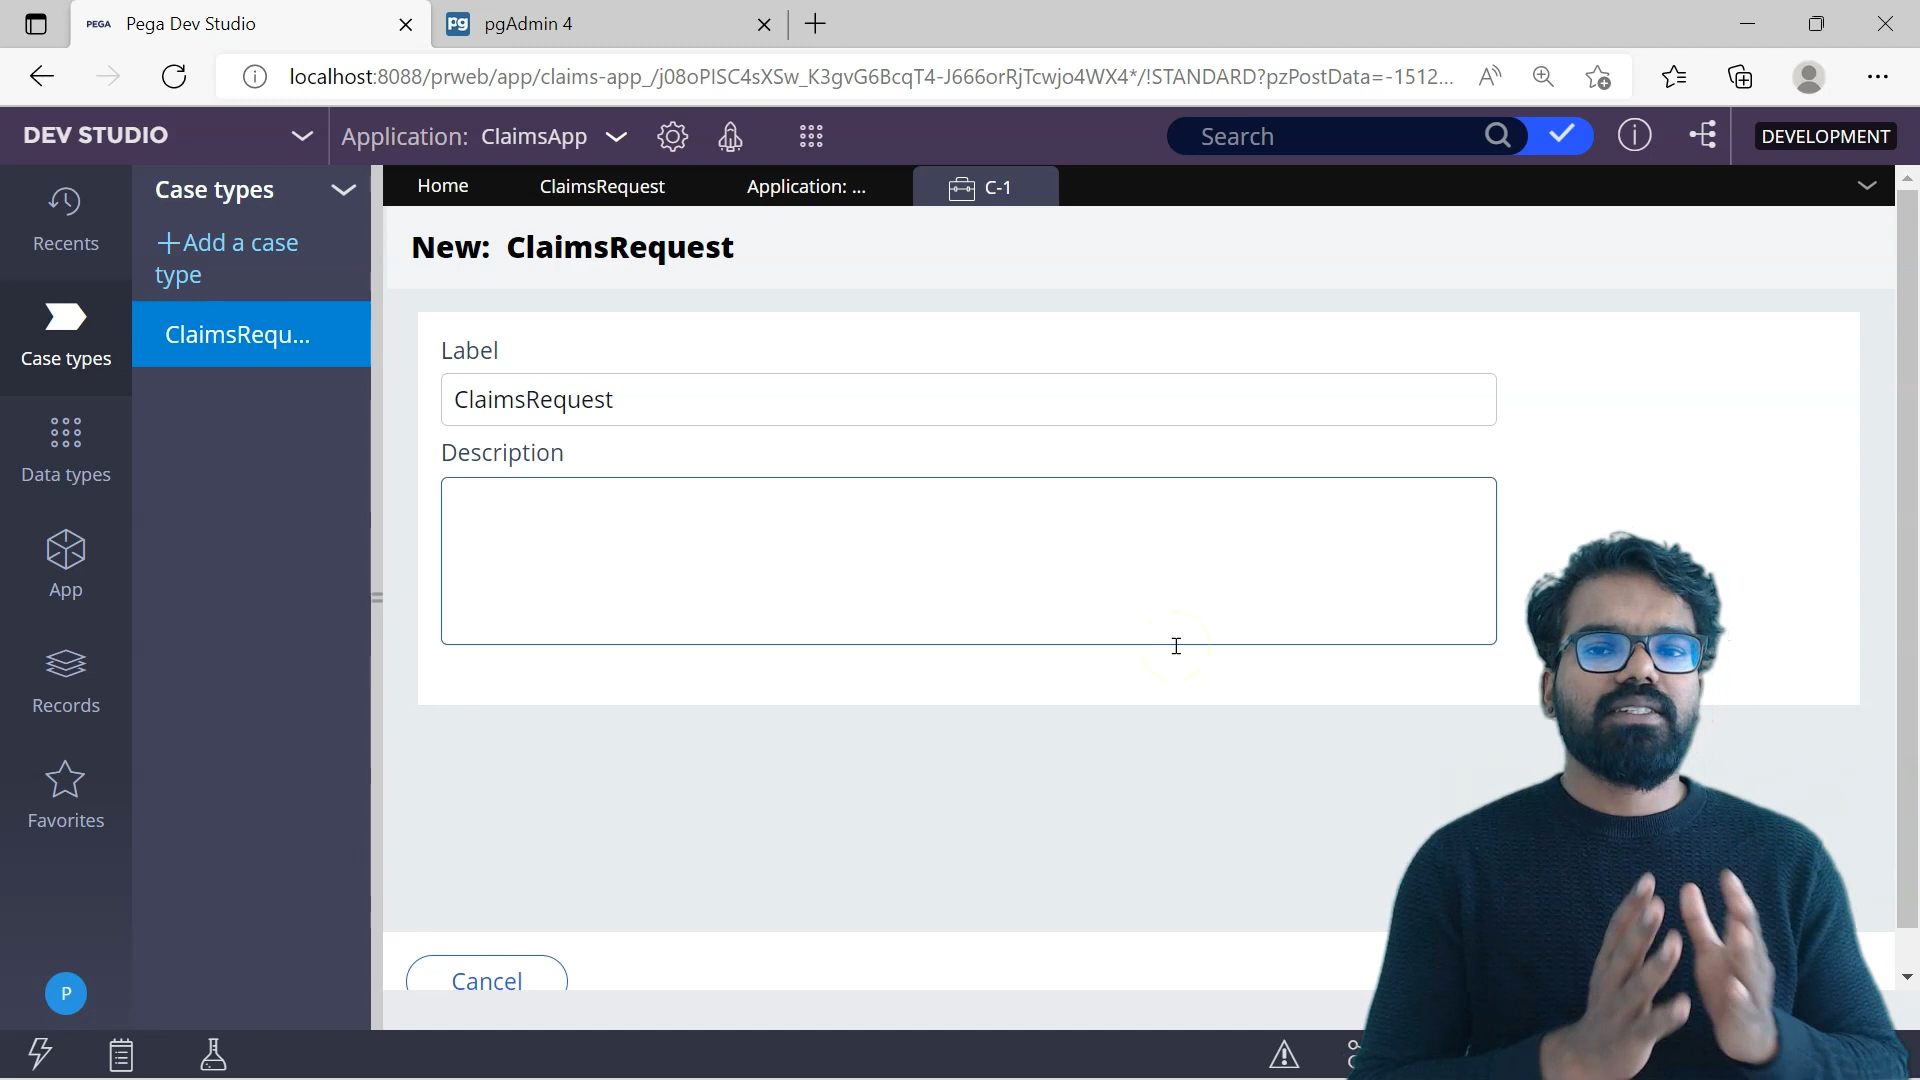 PEGA Pega Dev Studio
Pg pgAdmin 4
localhost:8088/prweb/app/claims-app_/j08oPISC4sXSw_K3gvG6BcqT4-J666orRjTcwjo4WX4*/!STANDARD?pzPostData=-1512...
DEV STUDIO
Application: ClaimsApp
Search
DEVELOPMENT
Recents
Case types
Data types
App
Records
Favorites
P
Case types
+Add a case
type
ClaimsRequ...
Home
ClaimsRequest
Application: ...
C-1
New: ClaimsRequest
Label
ClaimsRequest
Description
Cancel